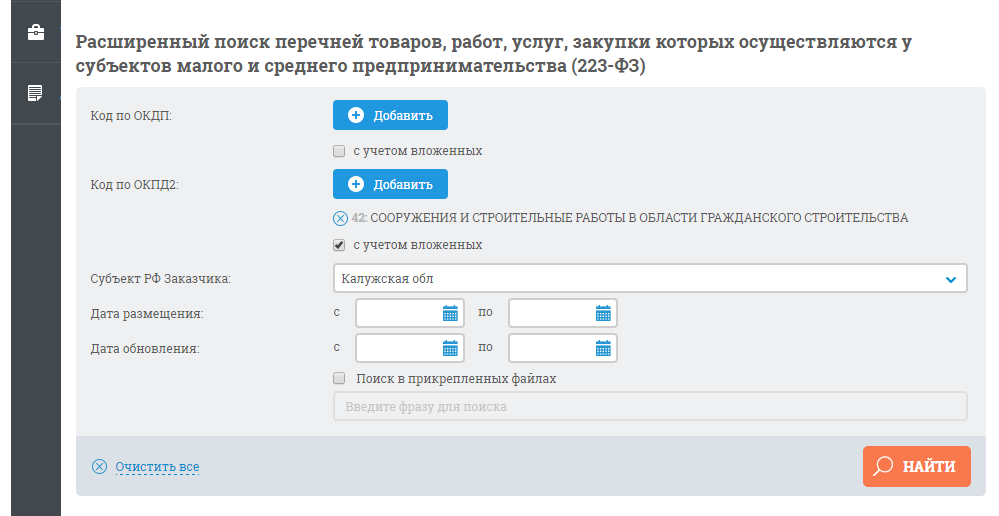 Расширенный поиск перечней товаров, работ, услуг, закупки которых осуществляются у
субъектов малого и среднего предпринимательства (223-ФЗ)
Код по ОКДП:
Добавить
с учетом вложенных
Код по ОКПД2:
Добавить
42: СООРУЖЕНИЯ И СТРОИТЕЛЬНЫЕ РАБОТЫ В ОБЛАСТИ ГРАЖДАНСКОГО СТРОИТЕЛЬСТВА
с учетом вложенных
Субъект РФ Заказчика:
Калужская обл
Дата размещения:
с
по
Дата обновления:
с
по
Поиск в прикрепленных файлах
Введите фразу для поиска
Очистить все
НАЙТИ